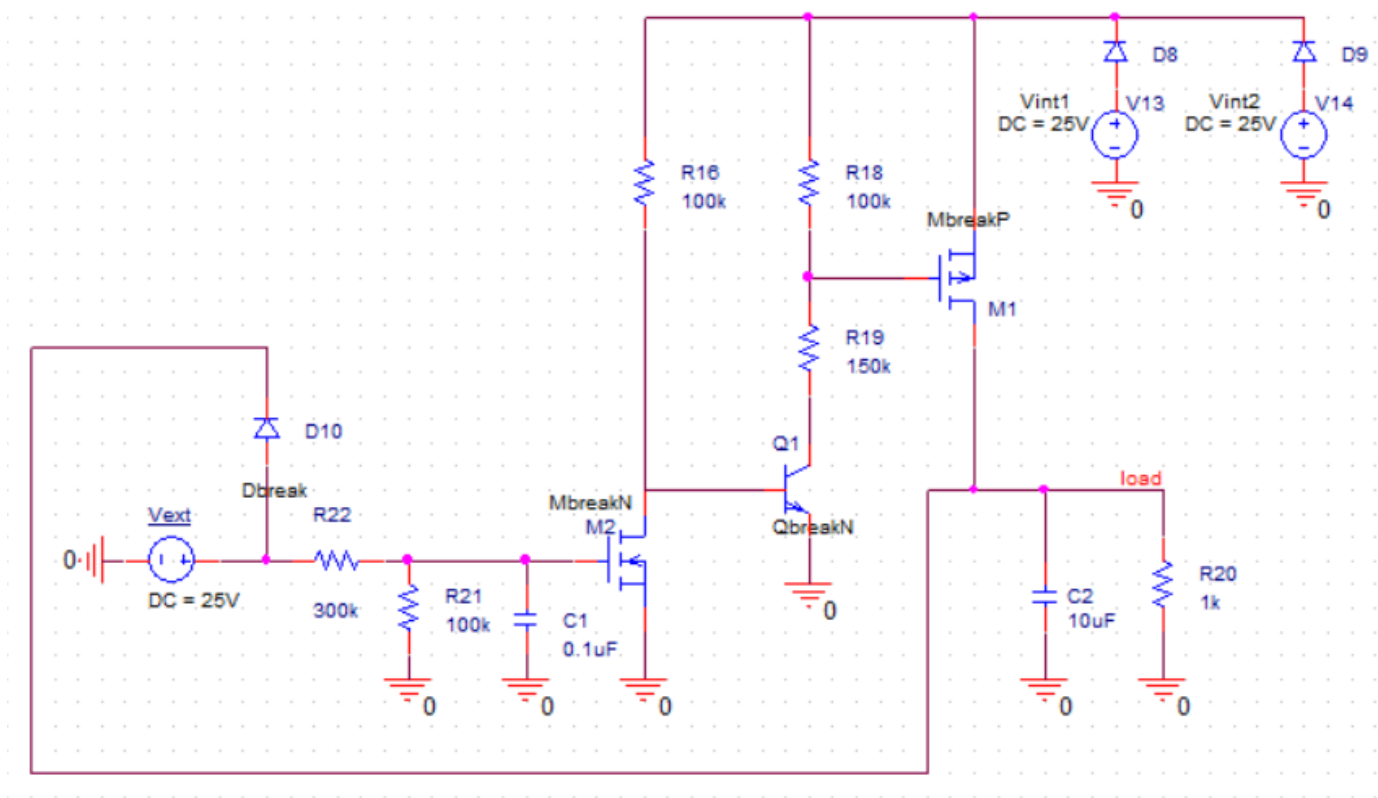 D8
D9
Vint1
V13
DC = 25V
Vint2
V14
DC = 25V
0
0
R16
100k
R18
100k
MbreakP
M1
R19
150k
D10
Dbreak
Q1
QbreakN
0
load
MbreakN
M2
Vext
0
DC = 25V
R22
300k
R21
100k
C1
0.1uF
C2
10uF
R20
1k
0
0
0
0
0